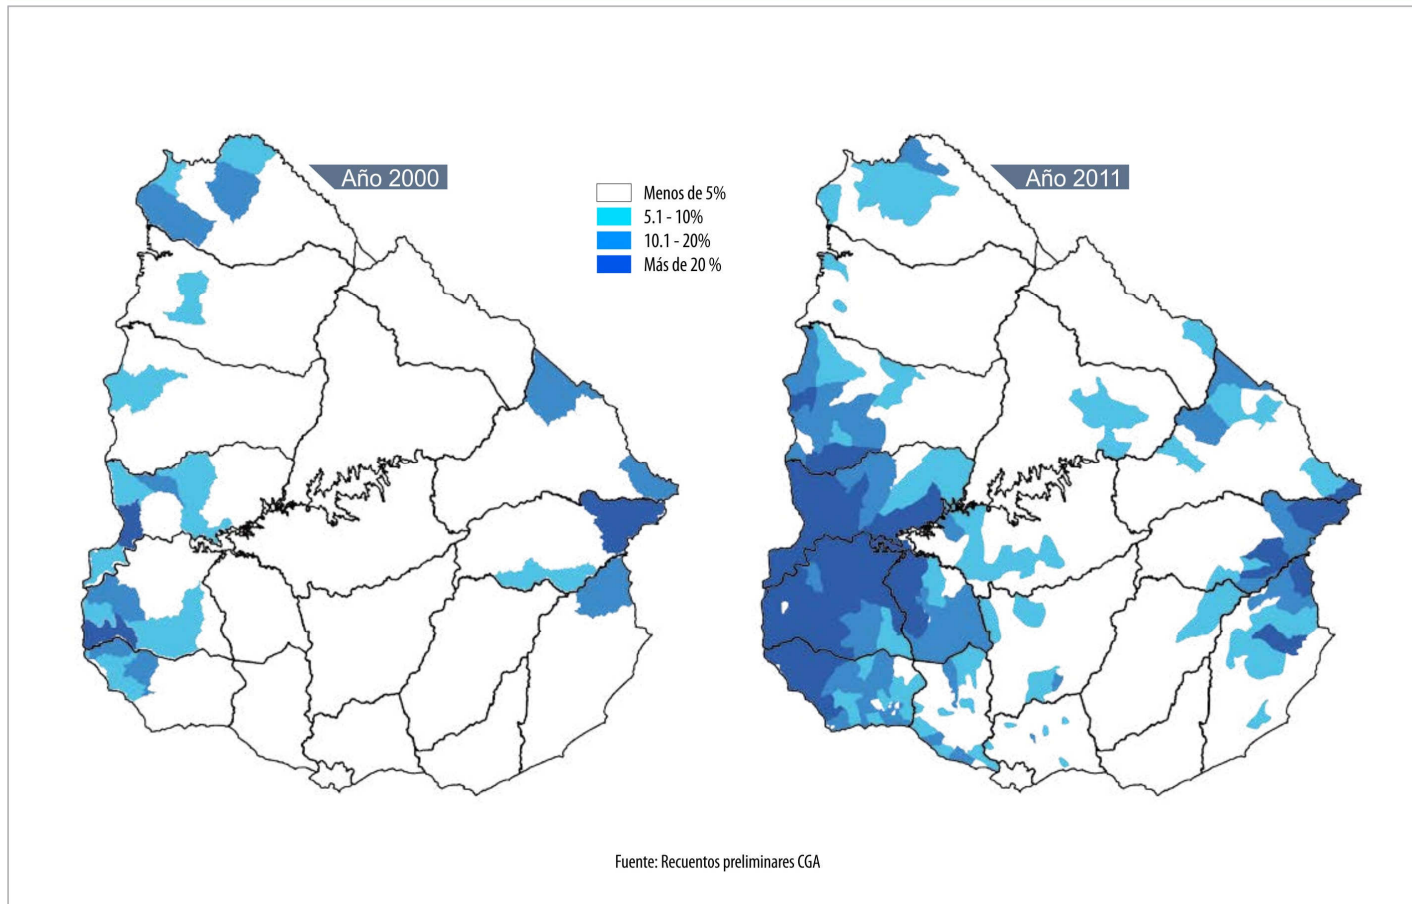 Año 2000
Menos de 5%
5.1 - 10%
10.1 - 20%
Más de 20 %
Año 2011
Fuente: Recuentos preliminares CGA